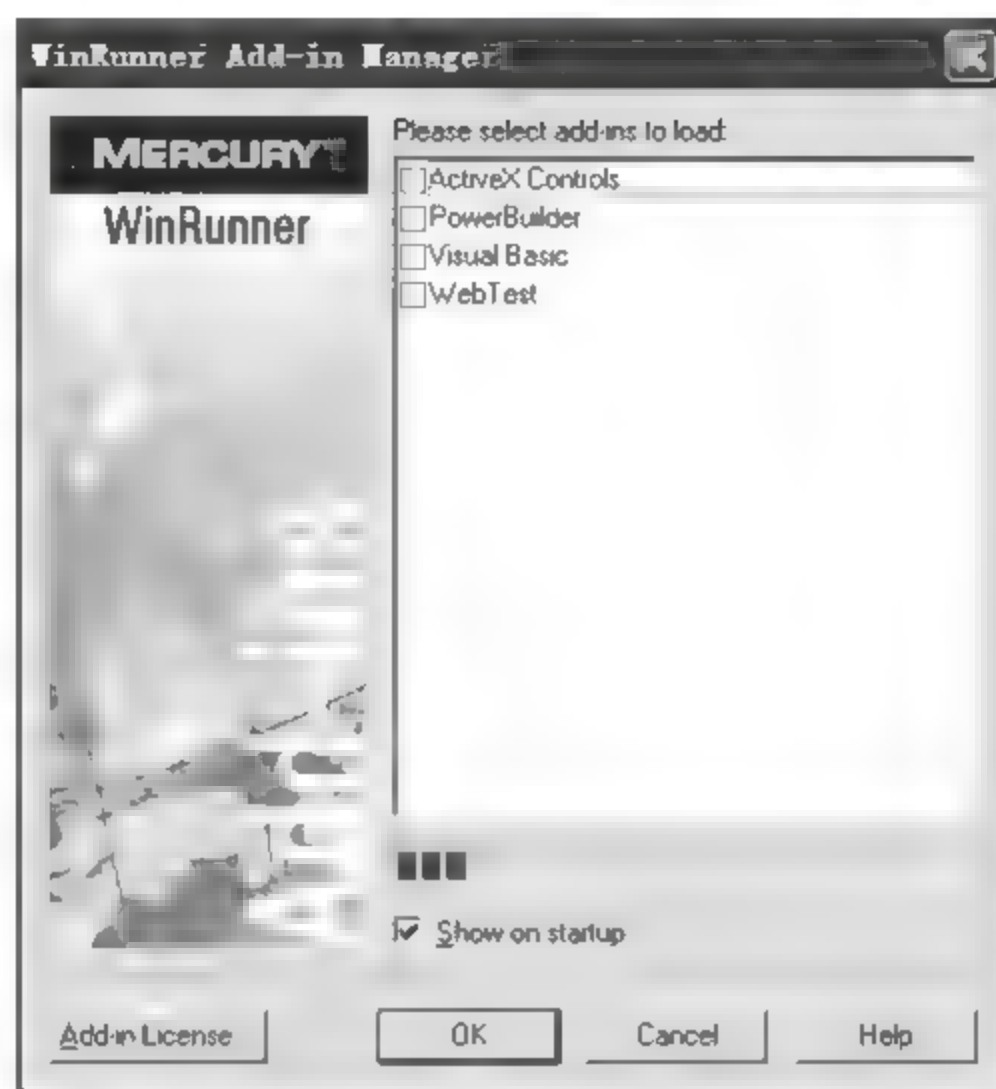 WinRunner Add-in Manager
MERCURY
WinRunner
Please select add-ins to load:
ActiveX Controls
PowerBuilder
Visual Basic
WebTest
Show on startup
Add-in License
OK
Cancel
Help